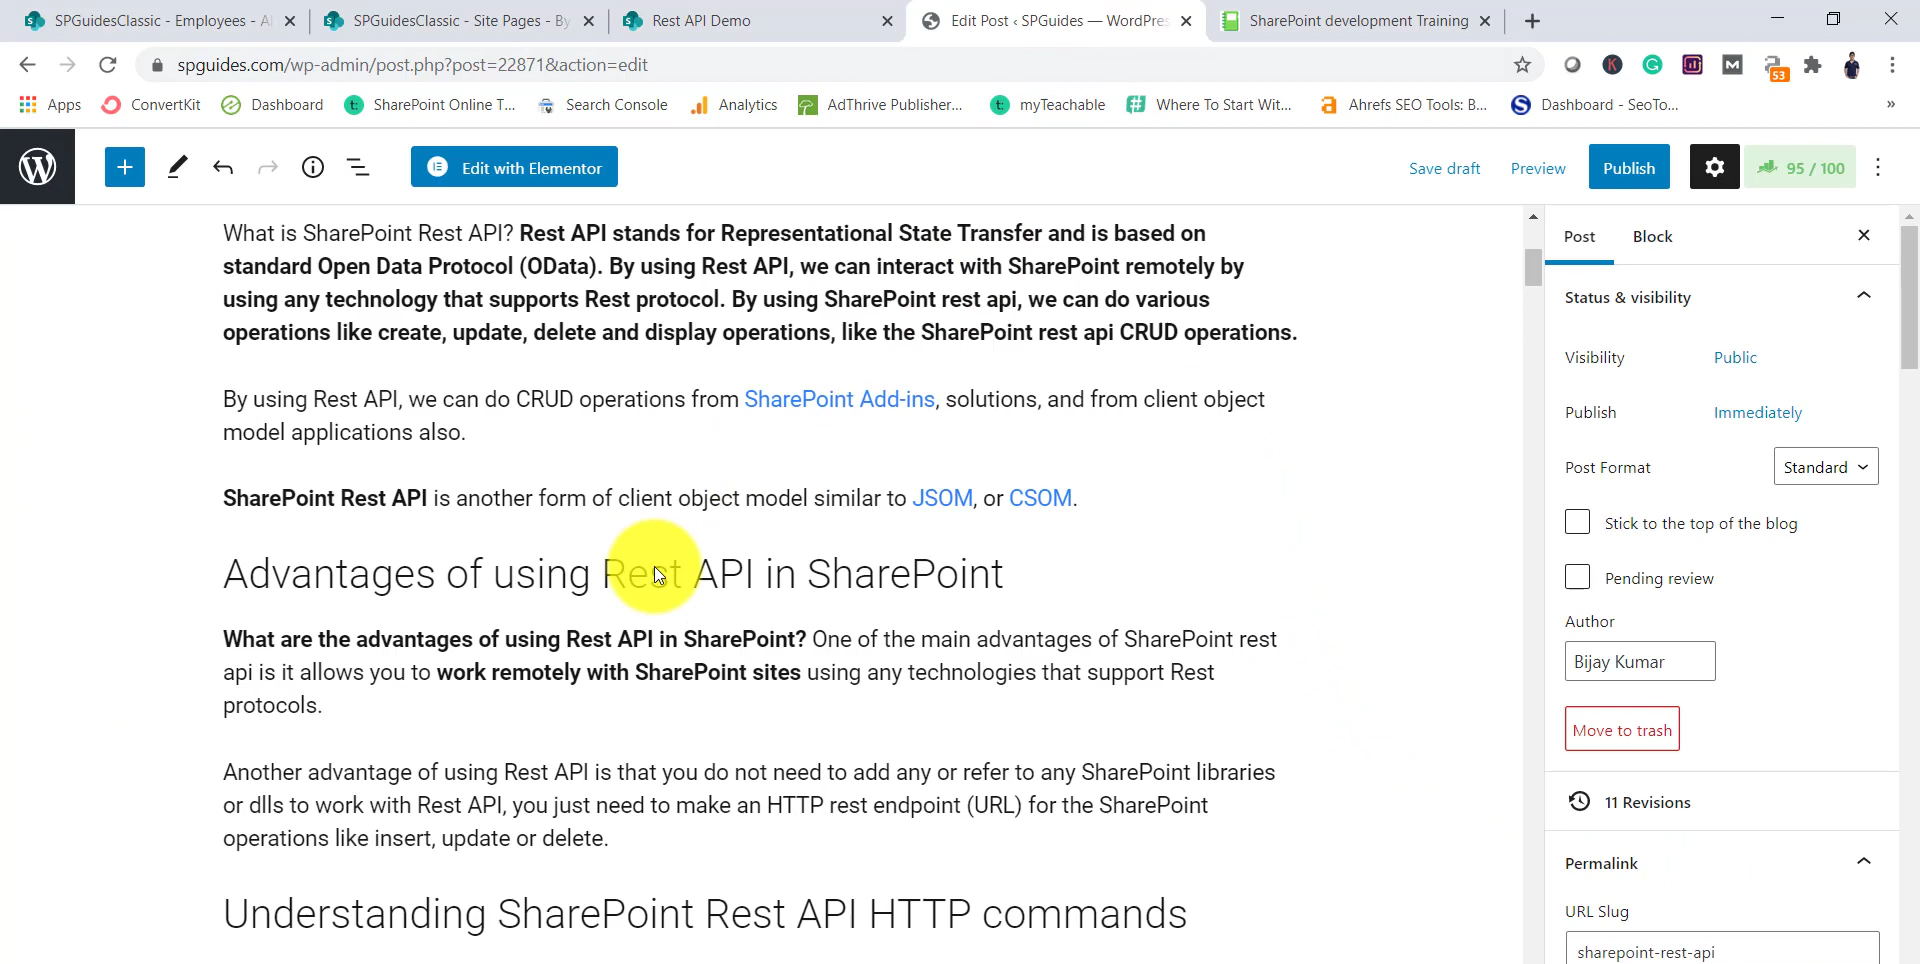 SPGuidesClassic - Employees - Al
SPGuidesClassic - Site Pages - By
Rest API Demo
Edit Post ‹ SPGuides — WordPres
SharePoint development Training
spguides.com/wp-admin/post.php?post=22871&action=edit
53
Apps
ConvertKit
Dashboard
SharePoint Online T...
Search Console
Analytics
AdThrive Publisher...
myTeachable
Where To Start Wit...
Ahrefs SEO Tools: B...
Dashboard - SeoTo...
»
Edit with Elementor
Save draft
Preview
Publish
95 / 100
What is SharePoint Rest API? Rest API stands for Representational State Transfer and is based on
standard Open Data Protocol (OData). By using Rest API, we can interact with SharePoint remotely by
using any technology that supports Rest protocol. By using SharePoint rest api, we can do various
operations like create, update, delete and display operations, like the SharePoint rest api CRUD operations.
By using Rest API, we can do CRUD operations from SharePoint Add-ins, solutions, and from client object
model applications also.
SharePoint Rest API is another form of client object model similar to JSOM, or CSOM.
Advantages of using Rest API in SharePoint
What are the advantages of using Rest API in SharePoint? One of the main advantages of SharePoint rest
api is it allows you to work remotely with SharePoint sites using any technologies that support Rest
protocols.
Another advantage of using Rest API is that you do not need to add any or refer to any SharePoint libraries
or dlls to work with Rest API, you just need to make an HTTP rest endpoint (URL) for the SharePoint
operations like insert, update or delete.
Understanding SharePoint Rest API HTTP commands
Post
Block
Status & visibility
Visibility
Public
Publish
Immediately
Post Format
Standard
Stick to the top of the blog
Pending review
Author
Bijay Kumar
Move to trash
11 Revisions
Permalink
URL Slug
sharepoint-rest-api